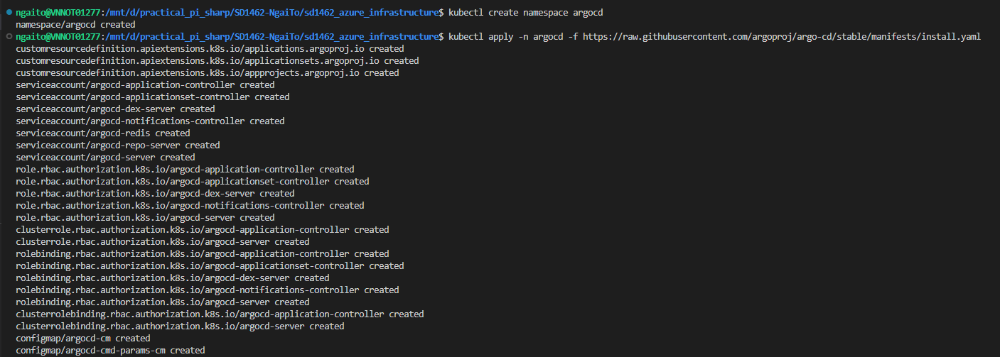 ngaito@VNNOT01277:/mnt/d/practical_pi_sharp/SD1462-NgaiTo/sd1462_azure_infrastructure$ kubectl create namespace argocd
namespace/argocd created
ngaito@VNNOT01277:/mnt/d/practical_pi_sharp/SD1462-NgaiTo/sd1462_azure_infrastructure$ kubectl apply -n argocd -f https://raw.githubusercontent.com/argoproj/argo-cd/stable/manifests/install.yaml
customresourcedefinition.apiextensions.k8s.io/applications.argoproj.io created
customresourcedefinition.apiextensions.k8s.io/applicationsets.argoproj.io created
customresourcedefinition.apiextensions.k8s.io/appprojects.argoproj.io created
serviceaccount/argocd-application-controller created
serviceaccount/argocd-applicationset-controller created
serviceaccount/argocd-dex-server created
serviceaccount/argocd-notifications-controller created
serviceaccount/argocd-redis created
serviceaccount/argocd-repo-server created
serviceaccount/argocd-server created
role.rbac.authorization.k8s.io/argocd-application-controller created
role.rbac.authorization.k8s.io/argocd-applicationset-controller created
role.rbac.authorization.k8s.io/argocd-dex-server created
role.rbac.authorization.k8s.io/argocd-notifications-controller created
role.rbac.authorization.k8s.io/argocd-server created
clusterrole.rbac.authorization.k8s.io/argocd-application-controller created
clusterrole.rbac.authorization.k8s.io/argocd-server created
rolebinding.rbac.authorization.k8s.io/argocd-application-controller created
rolebinding.rbac.authorization.k8s.io/argocd-applicationset-controller created
rolebinding.rbac.authorization.k8s.io/argocd-dex-server created
rolebinding.rbac.authorization.k8s.io/argocd-notifications-controller created
rolebinding.rbac.authorization.k8s.io/argocd-server created
clusterrolebinding.rbac.authorization.k8s.io/argocd-application-controller created
clusterrolebinding.rbac.authorization.k8s.io/argocd-server created
configmap/argocd-cm created
configmap/argocd-cmd-params-cm created